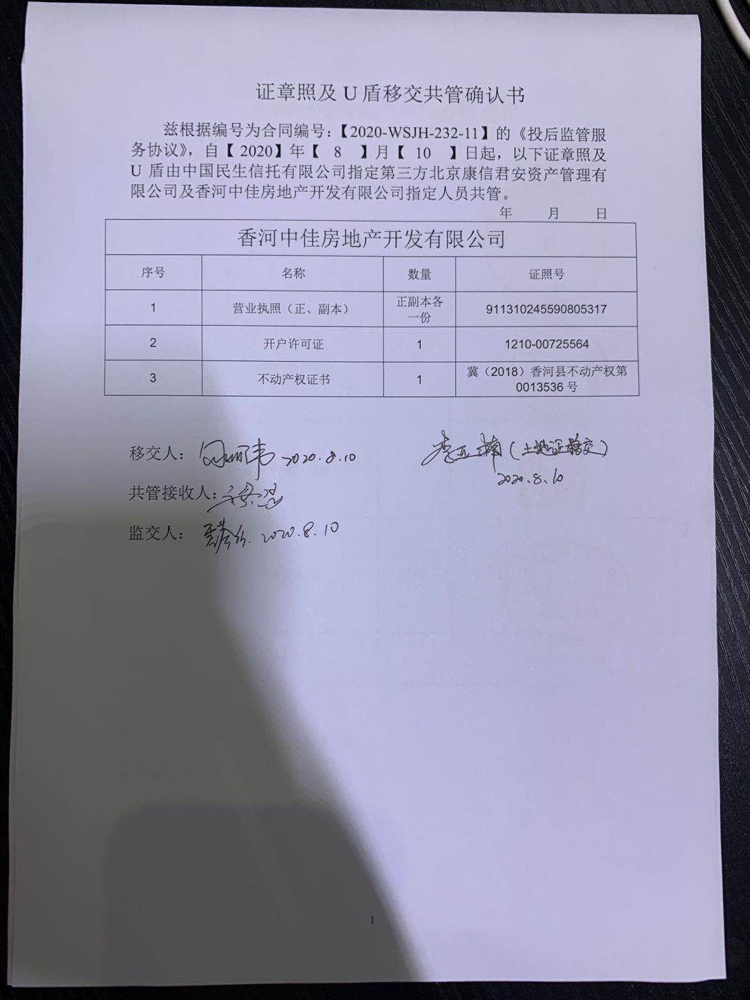 证章照及 U 盾移交共管确认书
兹根据编号为合同编号：【2020-WSJH-232-11】的《投后监管服
务协议》，自【 2020】年【 8 】月【 10 】日起，以下证章照及
U 盾由中国民生信托有限公司指定第三方北京康信君安资产管理有
限公司及香河中佳房地产开发有限公司指定人员共管。
年 月 日
香河中佳房地产开发有限公司
序号 名称 数量 证照号
1 营业执照（正、副本） 正副本各一份 911310245590805317
2 开户许可证 1 1210-00725564
3 不动产权证书 1 冀（2018）香河县不动产权第
0013536 号
移交人： 2020.8.10 李亚楠（土地证移交）
2020.8.10
共管接收人：
监交人： 2020.8.10
1